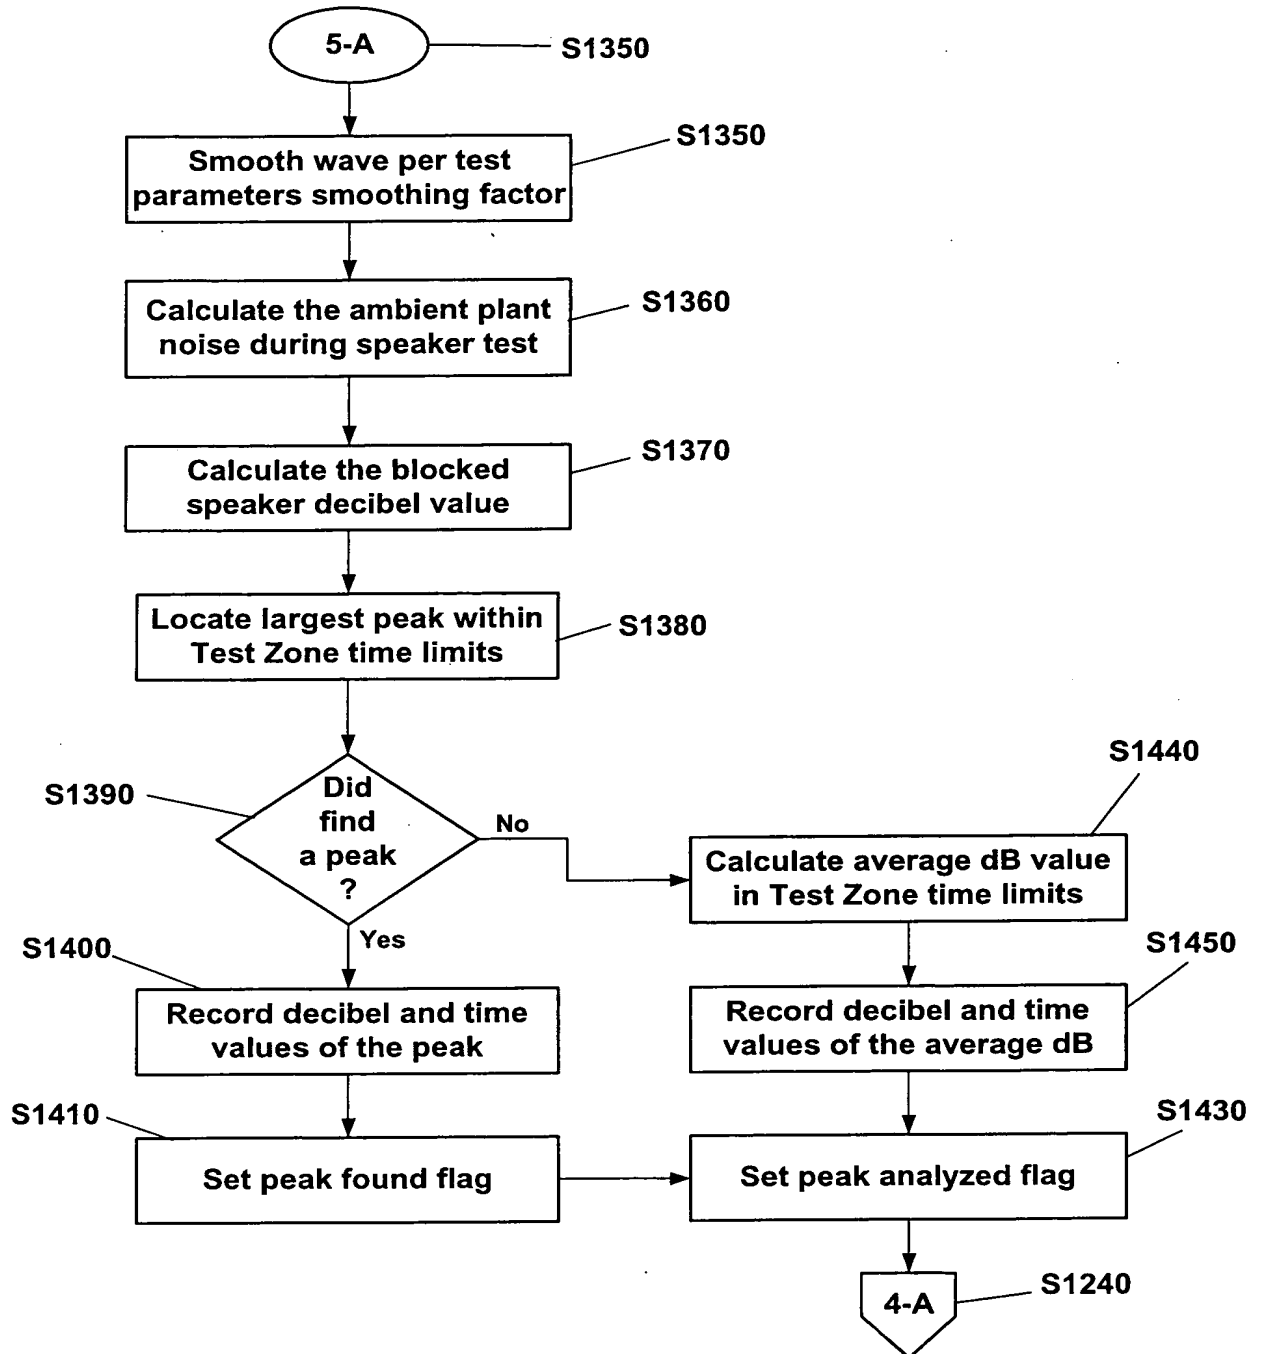 5-A
S1350
Smooth wave per test
parameters smoothing factor
S1350
Calculate the ambient plant
noise during speaker test
S1360
Calculate the blocked
speaker decibel value
S1370
Locate largest peak within
Test Zone time limits
S1380
Did
find
a peak
?
S1390
No
Yes
S1440
Calculate average dB value
in Test Zone time limits
S1400
Record decibel and time
values of the peak
S1450
Record decibel and time
values of the average dB
S1410
Set peak found flag
S1430
Set peak analyzed flag
4-A
S1240